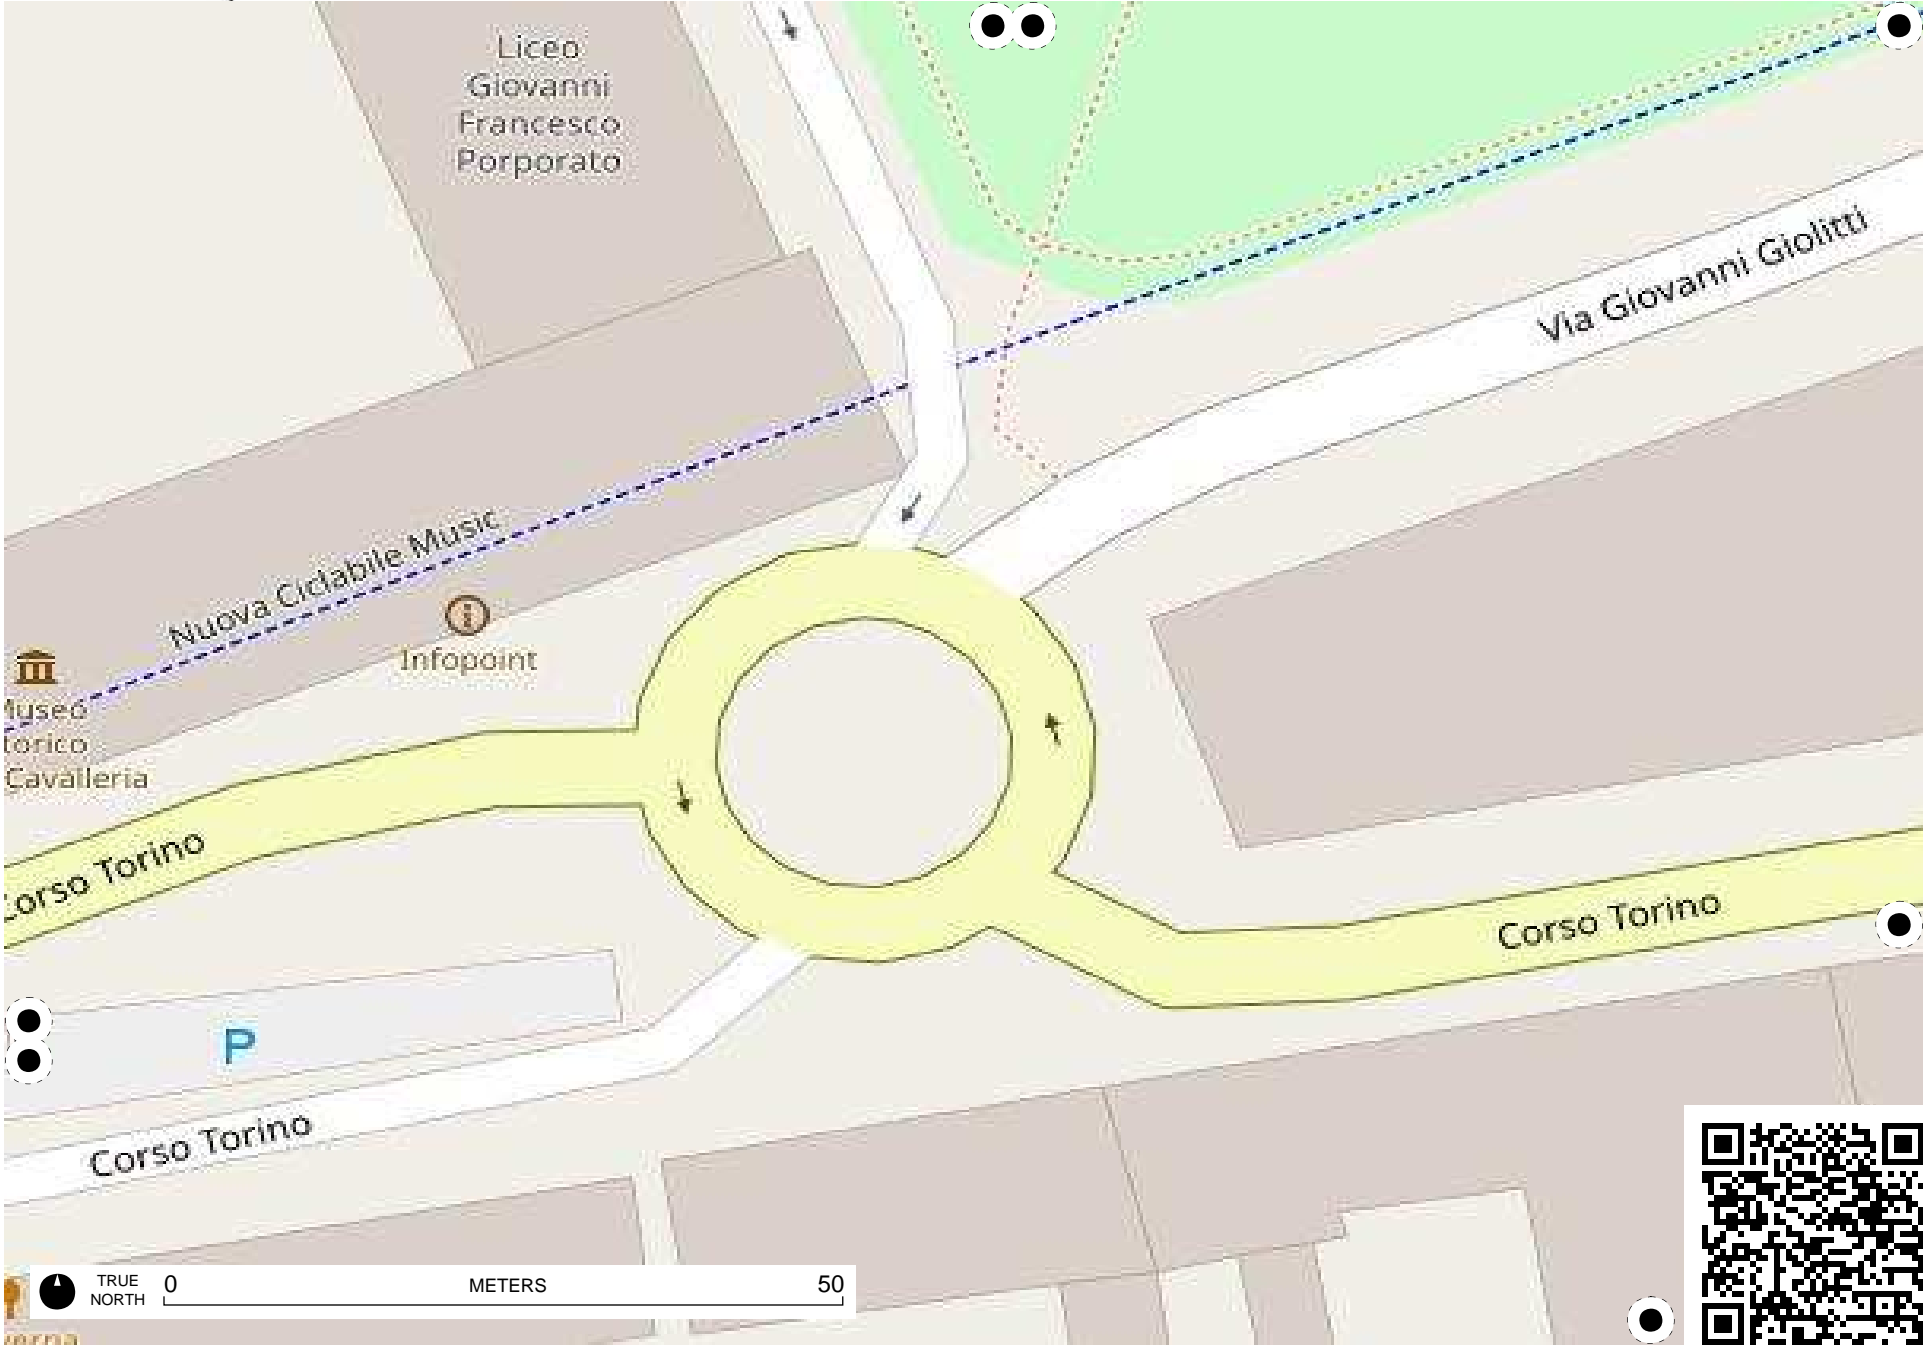 Liceo
Giovanni
Francesco
Porporato
Via Giovanni Giolitti
Nuova Ciclabile Music
Infopoint
Museo
torico
Cavalleria
Corso Torino
Corso Torino
P
Corso Torino
TRUE
NORTH
0 METERS 50